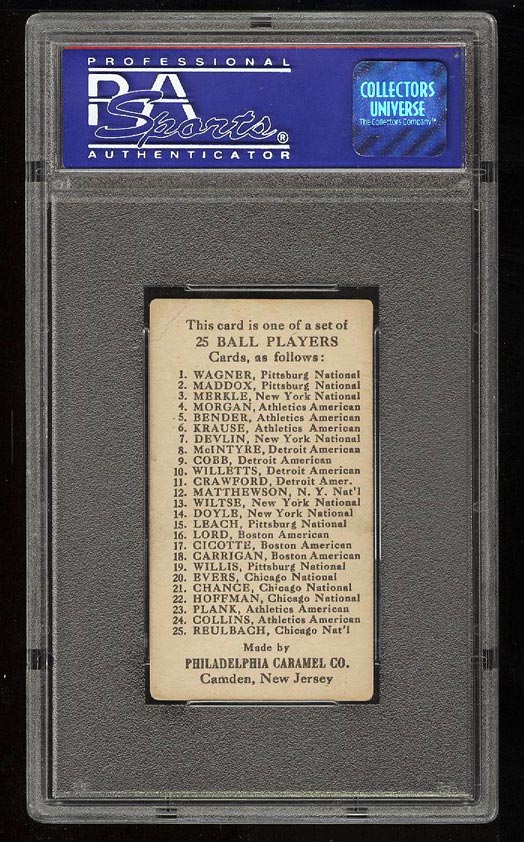 PROFESSIONAL
PSA
Sports®
AUTHENTICATOR
COLLECTORS
UNIVERSE
The Collectors Company™
This card is one of a set of
25 BALL PLAYERS
Cards, as follows:
1. WAGNER, Pittsburg National
2. MADDOX, Pittsburg National
3. MERKLE, New York National
4. MORGAN, Athletics American
5. BENDER, Athletics American
6. KRAUSE, Athletics American
7. DEVLIN, New York National
8. McINTYRE, Detroit American
9. COBB, Detroit American
10. WILLETTS, Detroit American
11. CRAWFORD, Detroit Amer.
12. MATTHEWSON, N. Y. Nat'l
13. WILTSE, New York National
14. DOYLE, New York National
15. LEACH, Pittsburg National
16. LORD, Boston American
17. CICOTTE, Boston American
18. CARRIGAN, Boston American
19. WILLIS, Pittsburg National
20. EVERS, Chicago National
21. CHANCE, Chicago National
22. HOFFMAN, Chicago National
23. PLANK, Athletics American
24. COLLINS, Athletics American
25. REULBACH, Chicago Nat'l
Made by
PHILADELPHIA CARAMEL CO.
Camden, New Jersey